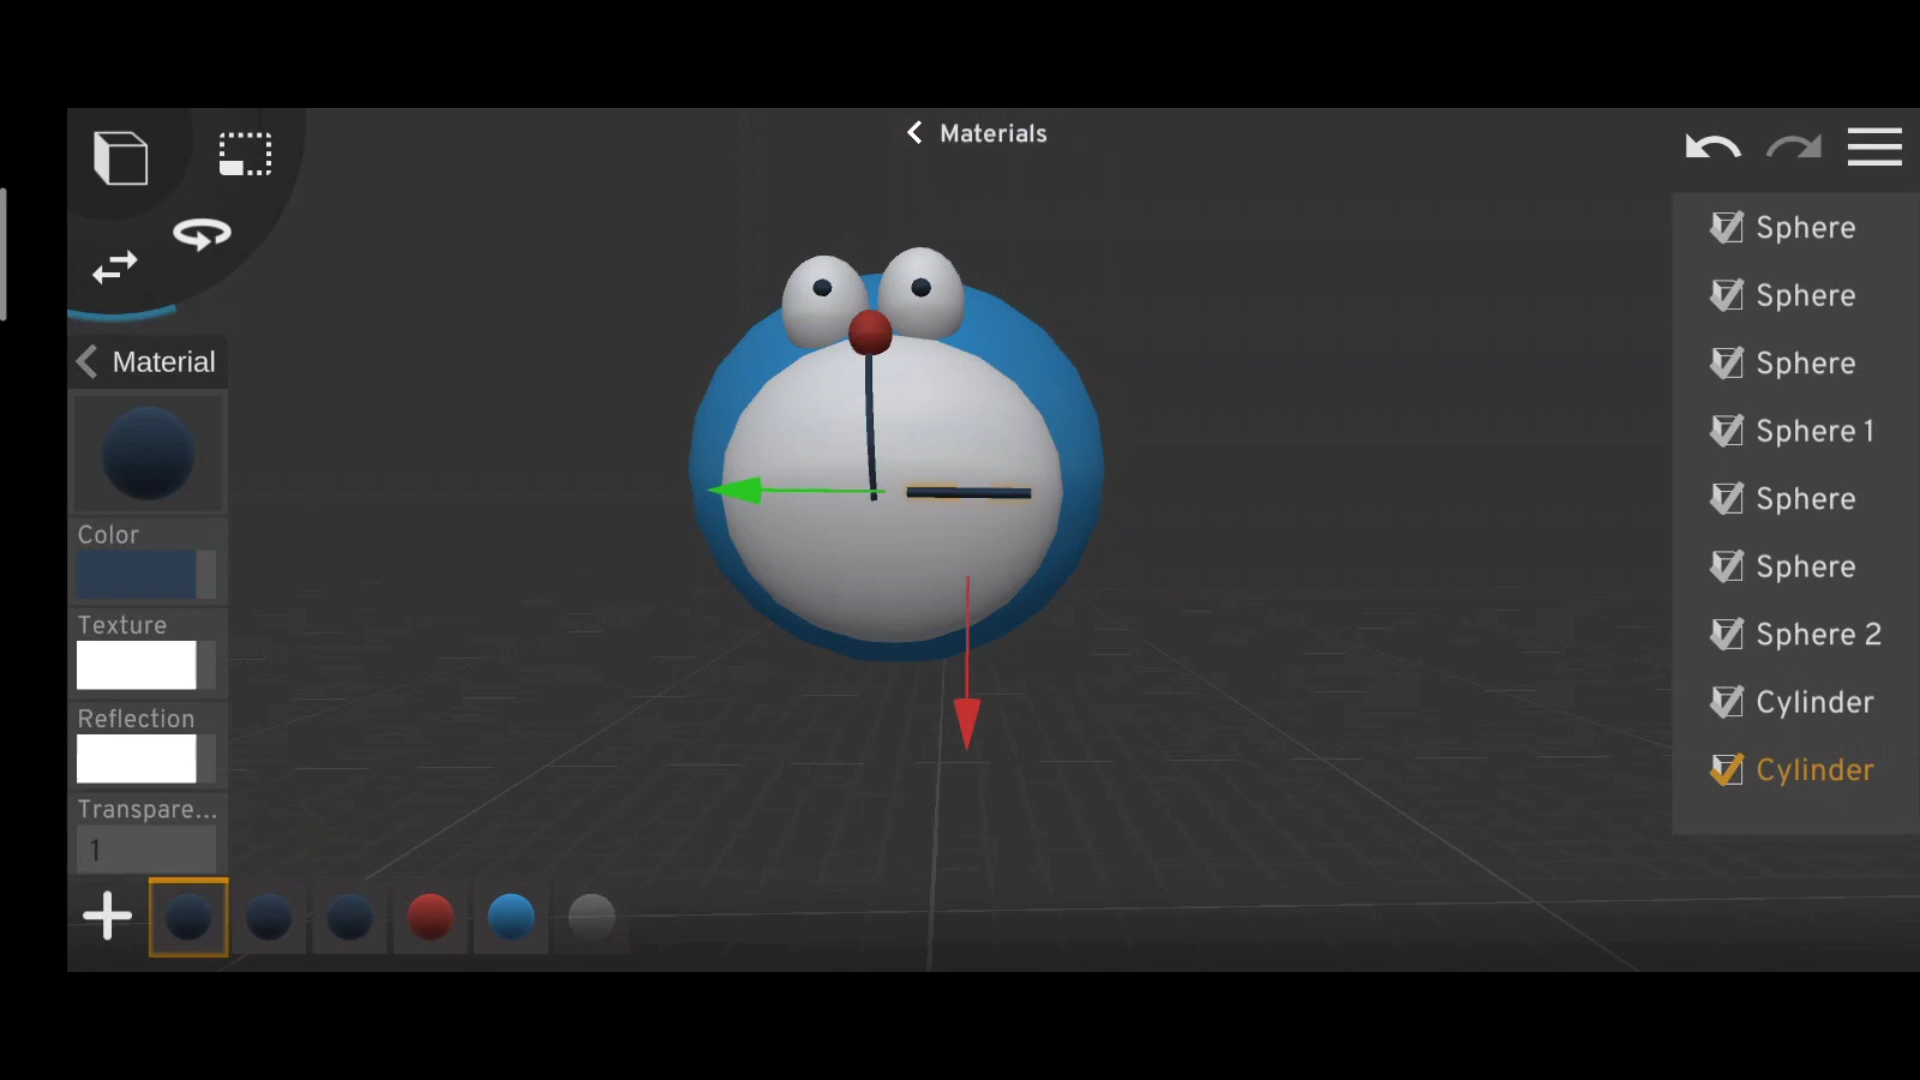 Materials
Material
Color
Texture
Reflection
Transpare...
1
Sphere
Sphere
Sphere
Sphere 1
Sphere
Sphere
Sphere 2
Cylinder
Cylinder